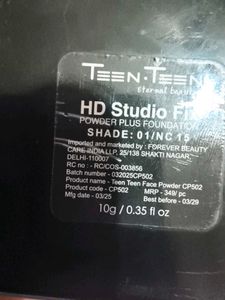 TEEN·TEEN
Eternal Beauty
HD Studio Fix
POWDER PLUS FOUNDATION
SHADE: 01/NC 15
Imported and marketed by : FOREVER BEAUTY
CARE INDIA LLP, 25/138 SHAKTI NAGAR,
DELHI-110007
RC no : - RC/COS-003856
Batch number - 032025CP502
Product name - Teen Teen Face Powder CP502
Product code - CP502 MRP - 349/ pc
Mfg date - 03/25 Best before - 03/29
10g/ 0.35 fl oz